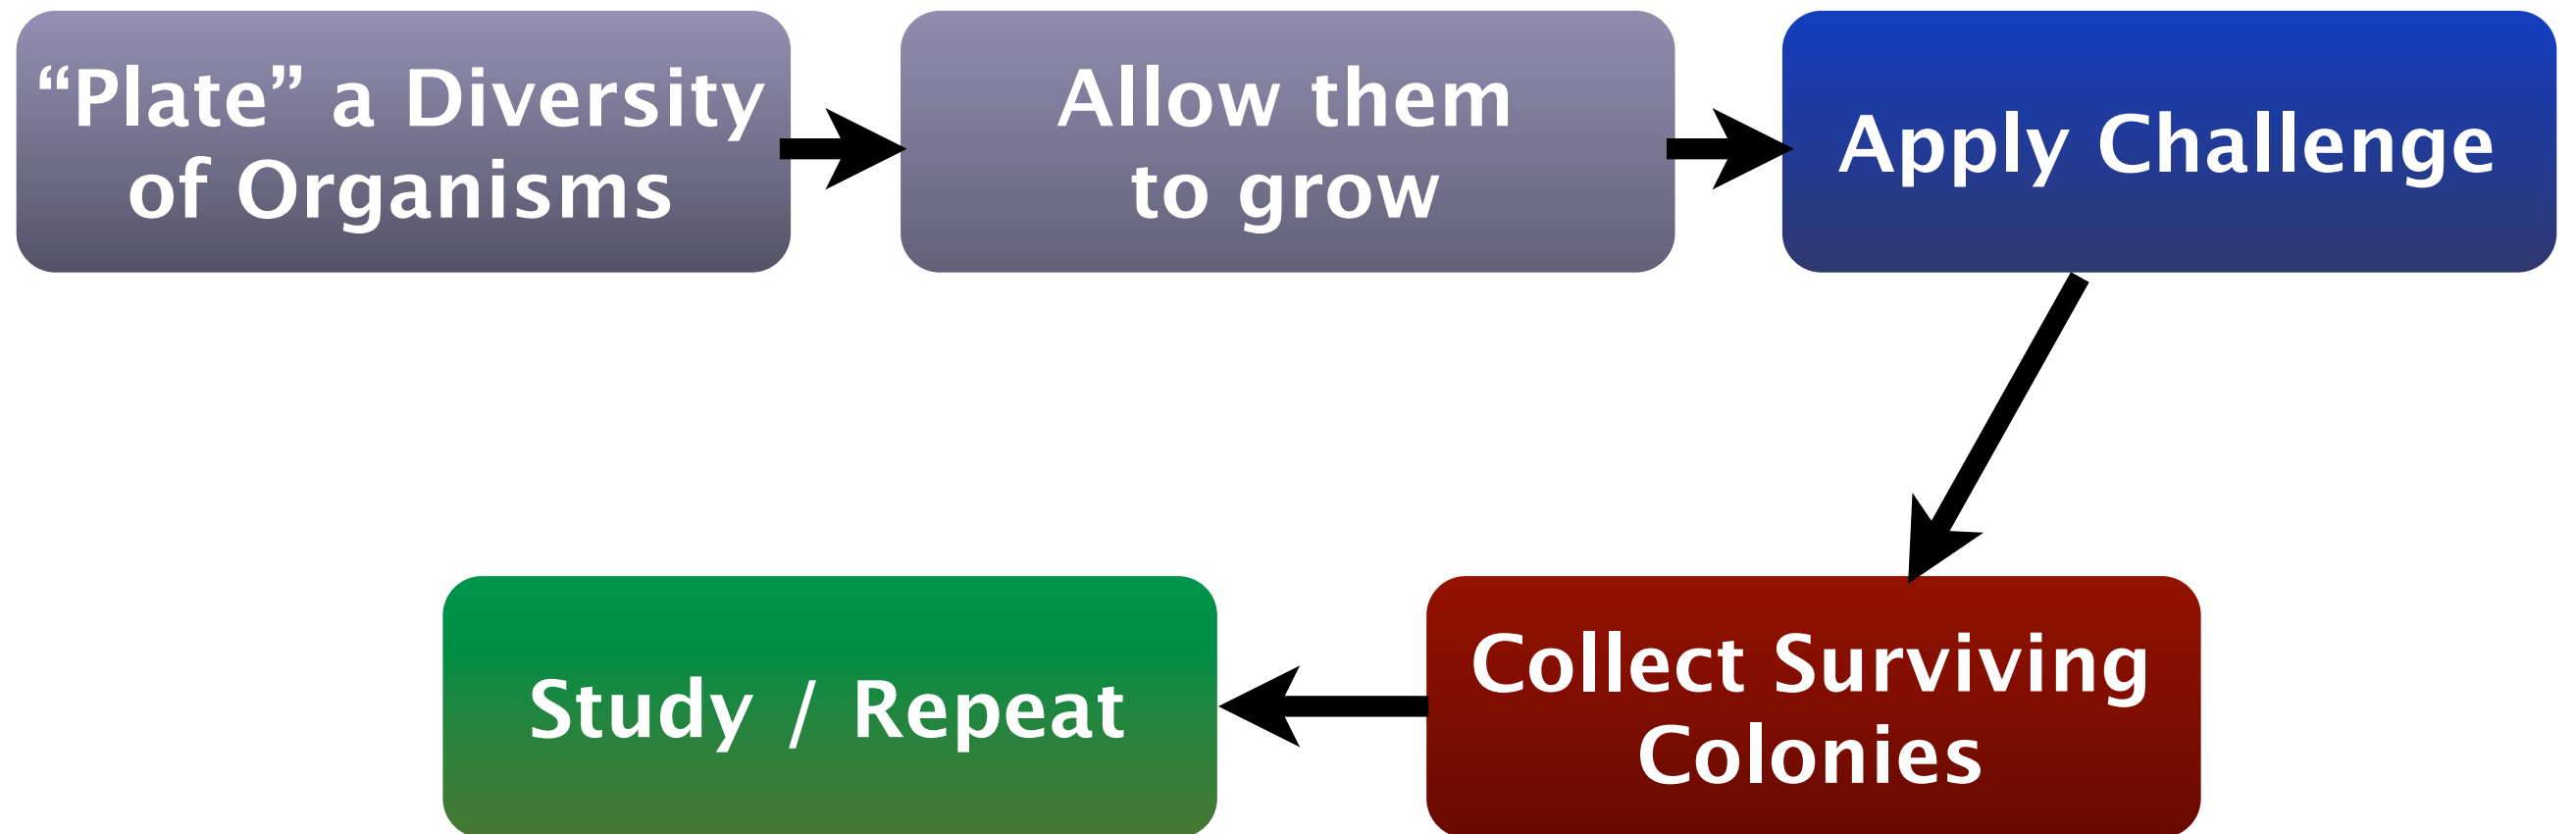 “Plate” a Diversity
of Organisms
Allow them
to grow
Apply Challenge
Collect Surviving
Colonies
Study / Repeat